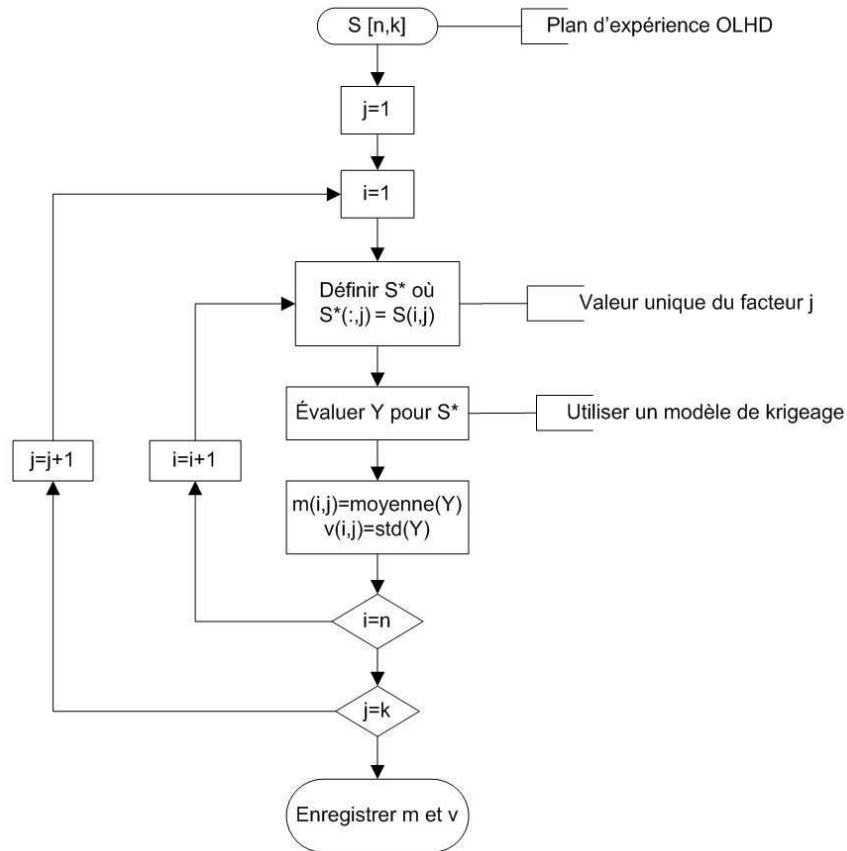 S [n,k]
Plan d'expérience OLHD
j=1
i=1
Définir S* où
S*(:,j) = S(i,j)
Valeur unique du facteur j
Évaluer Y pour S*
Utiliser un modèle de krigeage
j=j+1
i=i+1
m(i,j)=moyenne(Y)
v(i,j)=std(Y)
i=n
j=k
Enregistrer m et v